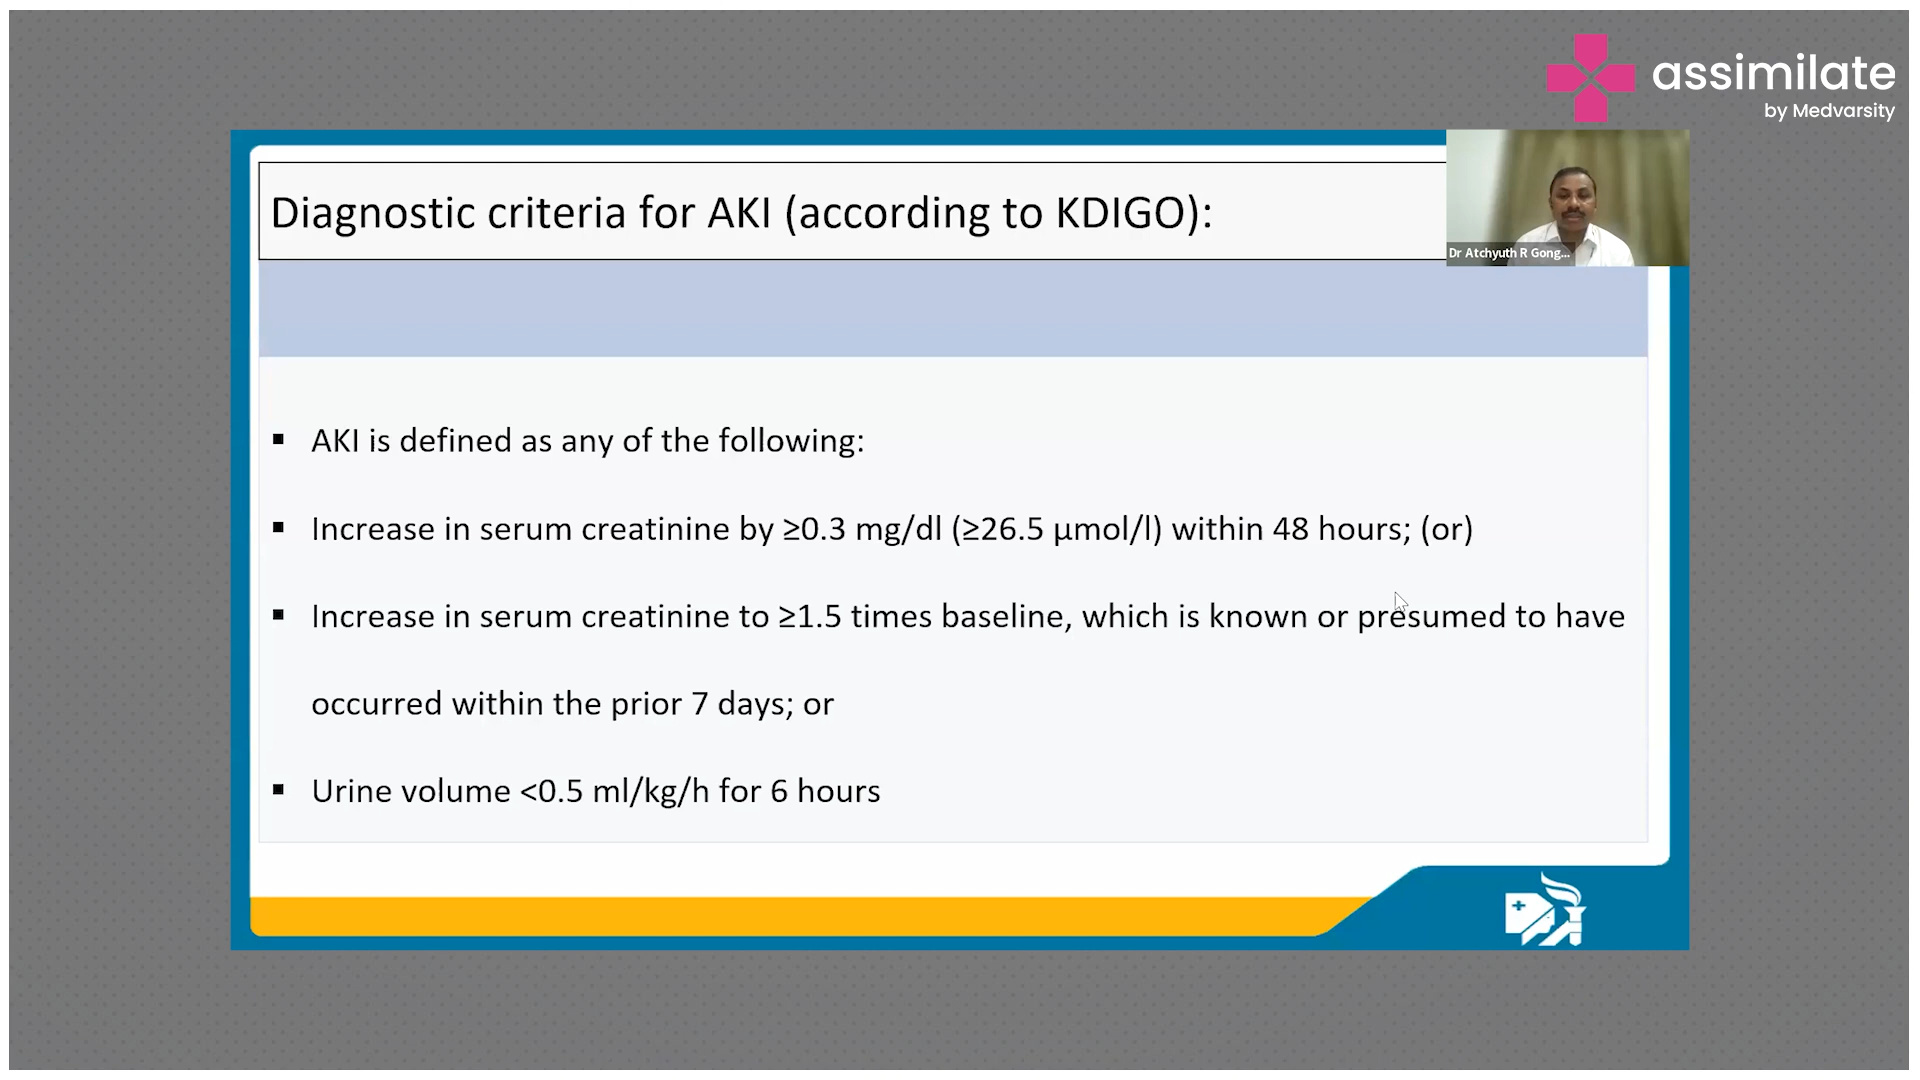 assimilate
by Medvarsity
Diagnostic criteria for AKI (according to KDIGO):
Dr Atchyuth R Gong...
▪ AKI is defined as any of the following:
▪ Increase in serum creatinine by ≥0.3 mg/dl (≥26.5 μmol/l) within 48 hours; (or)
▪ Increase in serum creatinine to ≥1.5 times baseline, which is known or presumed to have
occurred within the prior 7 days; or
▪ Urine volume <0.5 ml/kg/h for 6 hours